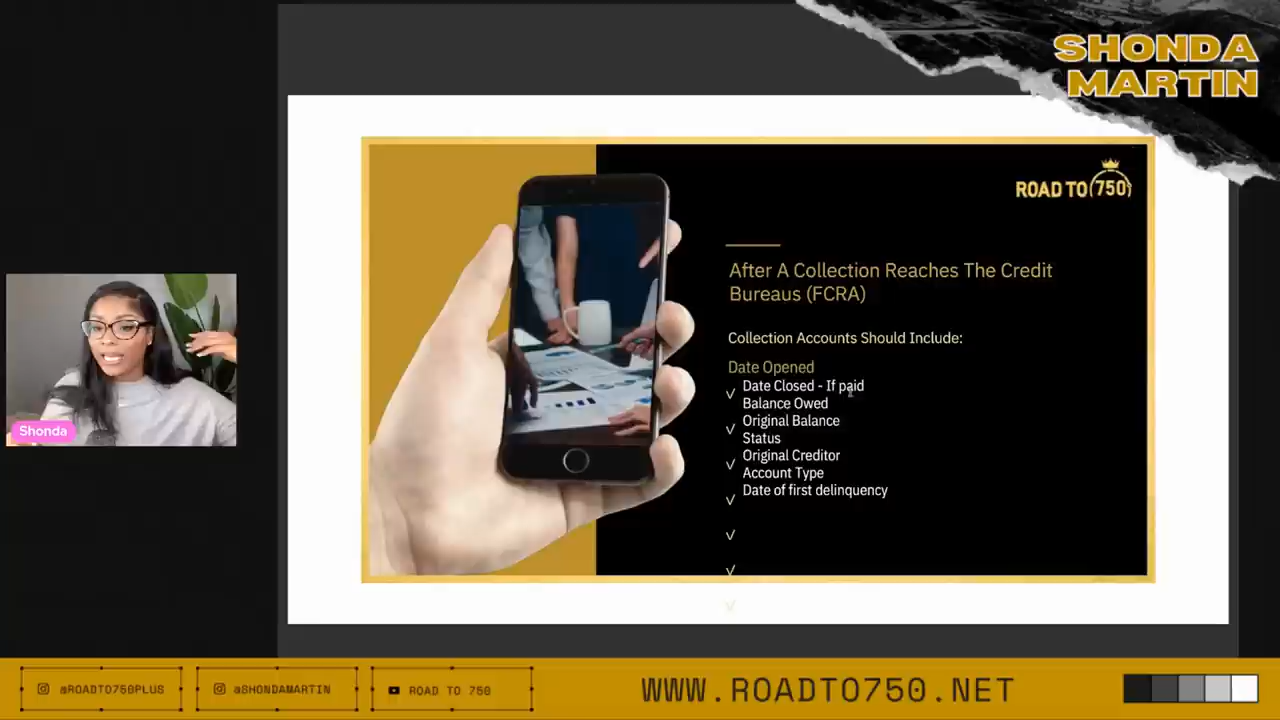 SHONDA
MARTIN
ROAD TO 750
After A Collection Reaches The Credit
Bureaus (FCRA)
Collection Accounts Should Include:
Date Opened
Date Closed - If paid
Balance Owed
Original Balance
Status
Original Creditor
Account Type
Date of first delinquency
Shonda
@ROADTO750PLUS
@SHONDAMARTIN
ROAD TO 750
WWW.ROADTO750.NET